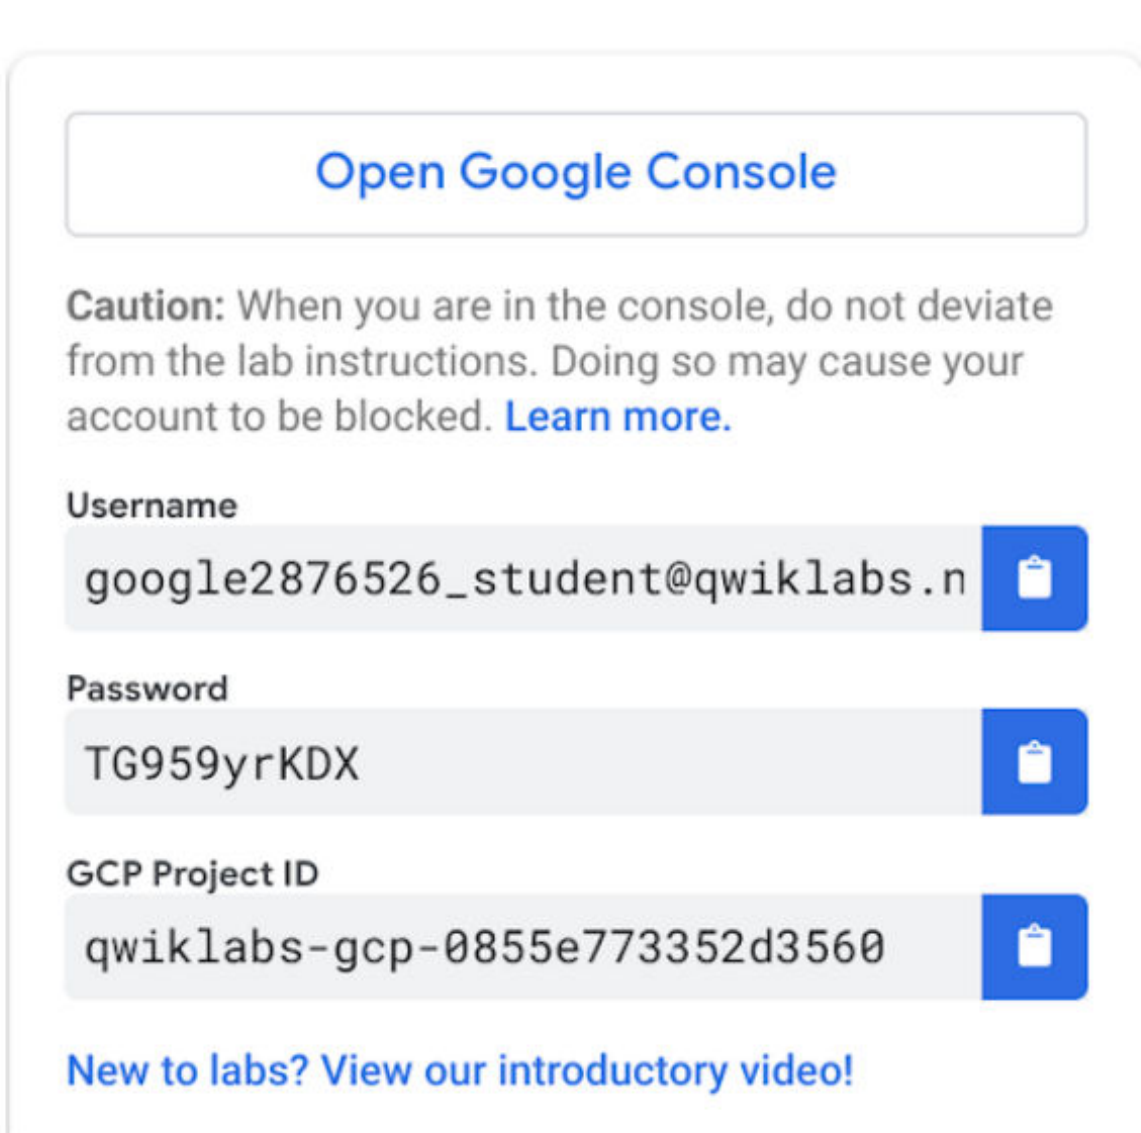 Open Google Console
Caution: When you are in the console, do not deviate
from the lab instructions. Doing so may cause your
account to be blocked. Learn more.
Username
google2876526_student@qwiklabs.n
Password
TG959yrKDX
GCP Project ID
qwiklabs-gcp-0855e773352d3560
New to labs? View our introductory video!